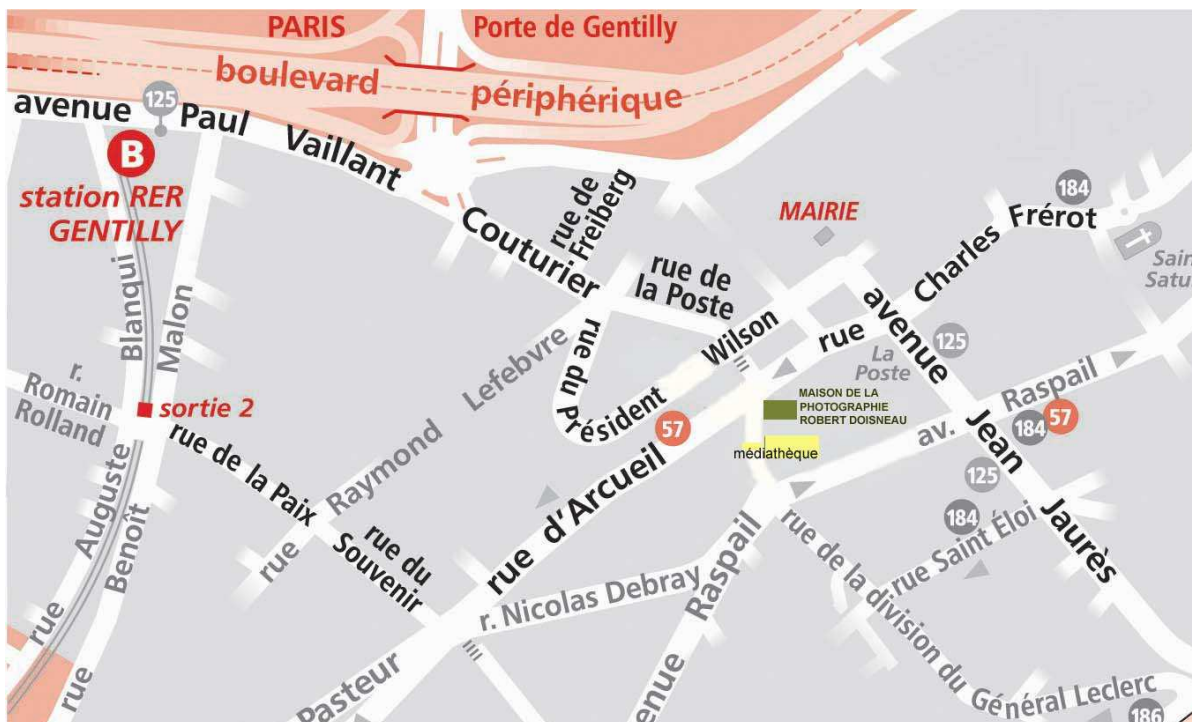 PARIS
Porte de Gentilly
boulevard périphérique
avenue Paul Vaillant Couturier
125
B
station RER
GENTILLY
rue de
Freiberg
MAIRIE
184
rue Charles Frérot
rue de
la Poste
rue du Président Wilson
rue Auguste Blanqui
rue Benoît Malon
r.
Romain
Rolland
sortie 2
rue de la Paix
rue Raymond Lefebvre
rue du
Souvenir
57
rue d'Arcueil
La
Poste
125
avenue Jean Jaurès
MAISON DE LA
PHOTOGRAPHIE
ROBERT DOISNEAU
médiathèque
av. Raspail
184
57
125
184
rue Saint Éloi
r. Nicolas Debray
Raspail
rue de la division du Général Leclerc
Pasteur
186